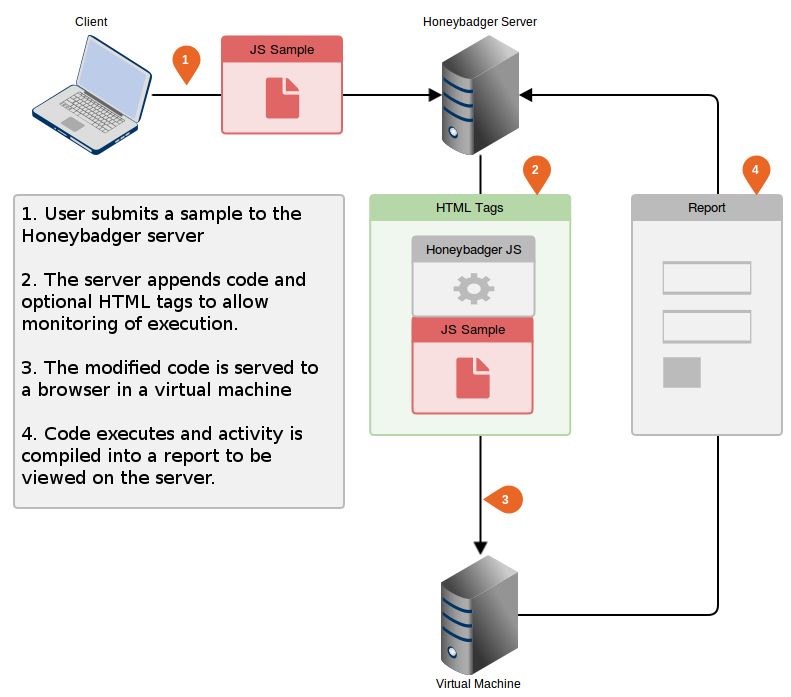 Client
Honeybadger Server
1
JS Sample
2
4
HTML Tags
Report
Honeybadger JS
JS Sample
1. User submits a sample to the
Honeybadger server
2. The server appends code and
optional HTML tags to allow
monitoring of execution.
3. The modified code is served to
a browser in a virtual machine
4. Code executes and activity is
compiled into a report to be
viewed on the server.
3
Virtual Machine